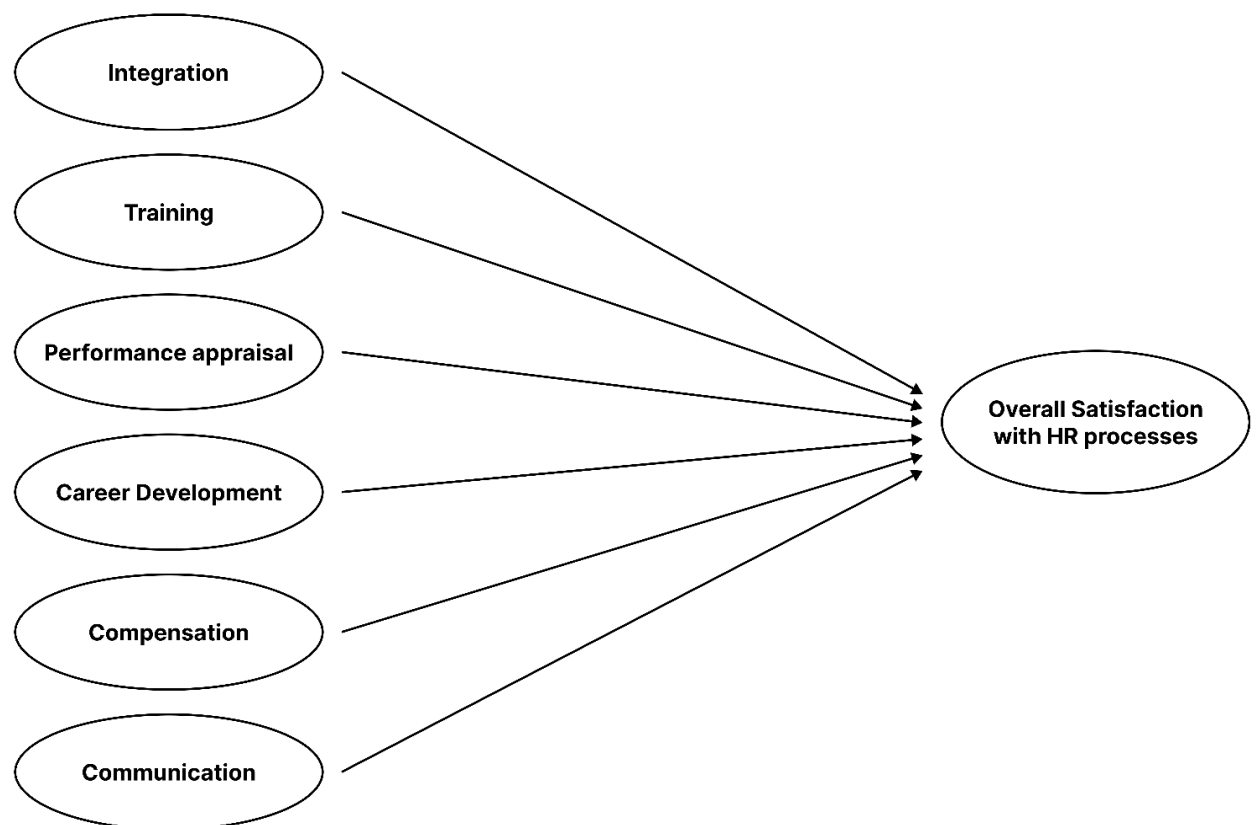 Integration
Training
Performance appraisal
Career Development
Compensation
Communication
Overall Satisfaction
with HR processes